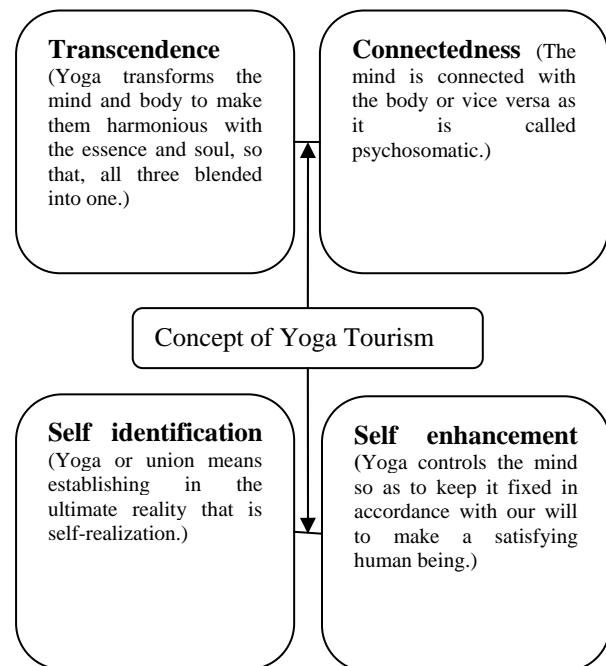 Transcendence
(Yoga transforms the
mind and body to make
them harmonious with
the essence and soul, so
that, all three blended
into one.)
Connectedness (The
mind is connected with
the body or vice versa as
it is called
psychosomatic.)
Concept of Yoga Tourism
Self identification
(Yoga or union means
establishing in the
ultimate reality that is
self-realization.)
Self enhancement
(Yoga controls the mind
so as to keep it fixed in
accordance with our will
to make a satisfying
human being.)